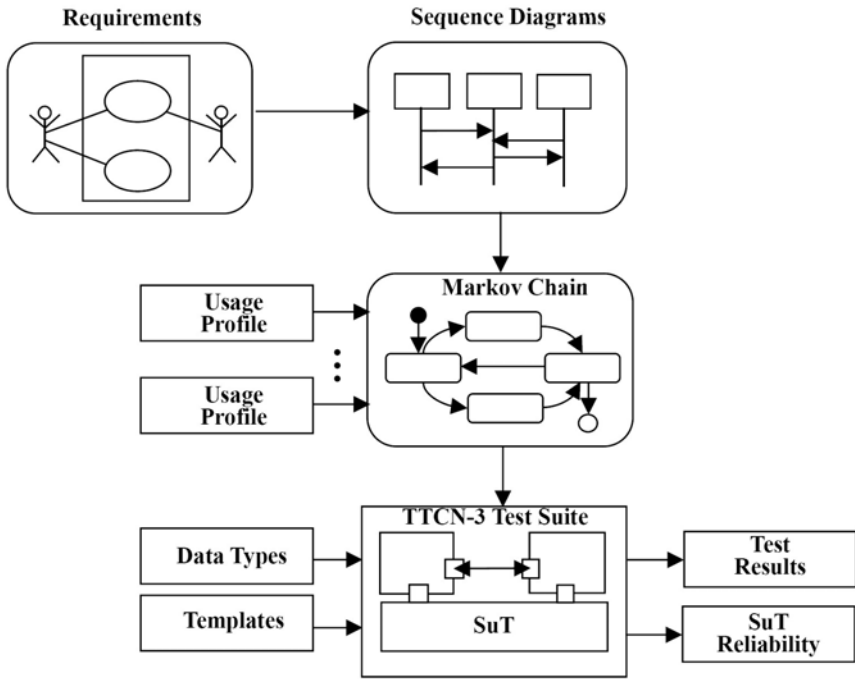 Requirements
Sequence Diagrams
Markov Chain
Usage
Profile
Usage
Profile
TTCN-3 Test Suite
Data Types
Templates
SuT
Test
Results
SuT
Reliability